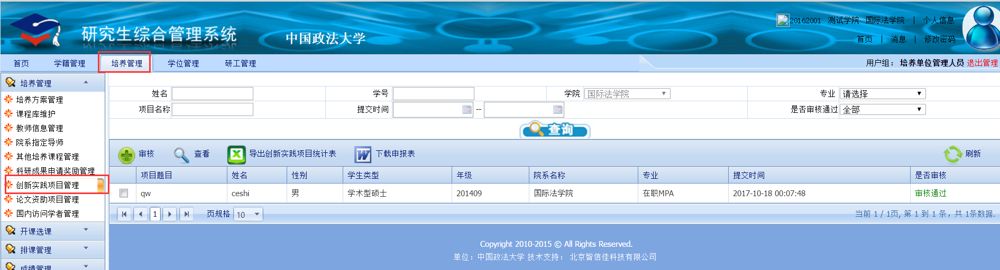 研究生综合管理系统
中国政法大学
20162001 测试学院 国际法学院 | 个人信息
首页 | 消息 | 修改密码
首页 学籍管理 培养管理 学位管理 研工管理
用户组： 培养单位管理人员 退出管理
培养管理
培养方案管理
课程库维护
教师信息管理
院系指定导师
其他培养课程管理
科研成果申请奖励管理
创新实践项目管理
论文资助项目管理
国内访问学者管理
开课选课
排课管理
成绩管理
姓名 学号 学院 国际法学院 专业 请选择
项目名称 提交时间 -- 是否审核通过 全部
查询
审核 查看 导出创新实践项目统计表 下载申报表 刷新
项目题目 姓名 性别 学生类型 年级 院系名称 专业 提交时间 是否审核
qw ceshi 男 学术型硕士 201409 国际法学院 在职MPA 2017-10-18 00:07:48 审核通过
1 页规格 10 当前 1 / 1页, 第 1 到 1 条，共 1条数据.
Copyright 2010-2015 © All Rights Reserved.
单位：中国政法大学 技术支持： 北京智信佳科技有限公司